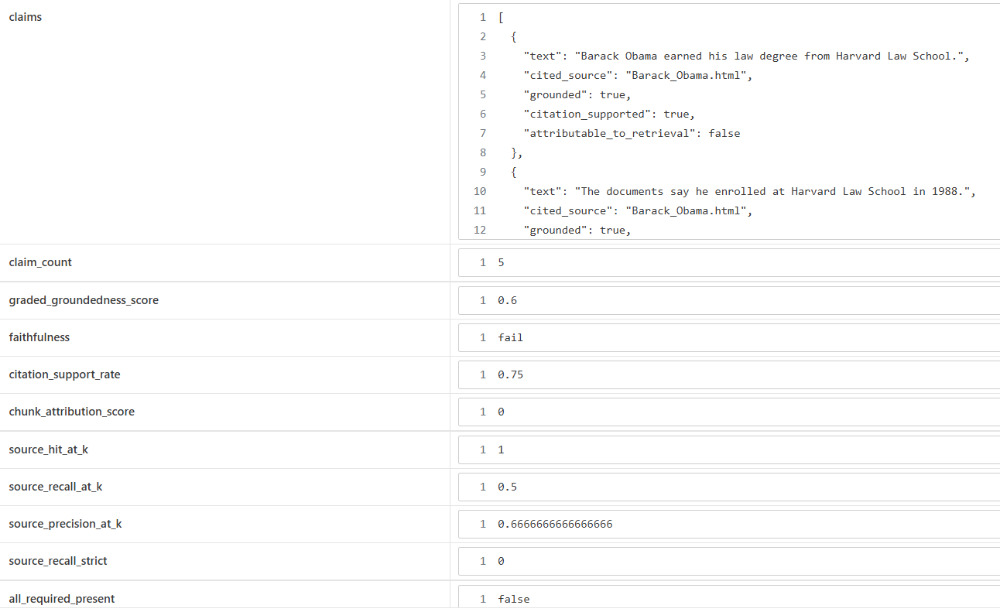 claims
1 [
2 {
3 "text": "Barack Obama earned his law degree from Harvard Law School.",
4 "cited_source": "Barack_Obama.html",
5 "grounded": true,
6 "citation_supported": true,
7 "attributable_to_retrieval": false
8 },
9 {
10 "text": "The documents say he enrolled at Harvard Law School in 1988.",
11 "cited_source": "Barack_Obama.html",
12 "grounded": true,
claim_count 1 5
graded_groundedness_score 1 0.6
faithfulness 1 fail
citation_support_rate 1 0.75
chunk_attribution_score 1 0
source_hit_at_k 1 1
source_recall_at_k 1 0.5
source_precision_at_k 1 0.6666666666666666
source_recall_strict 1 0
all_required_present 1 false